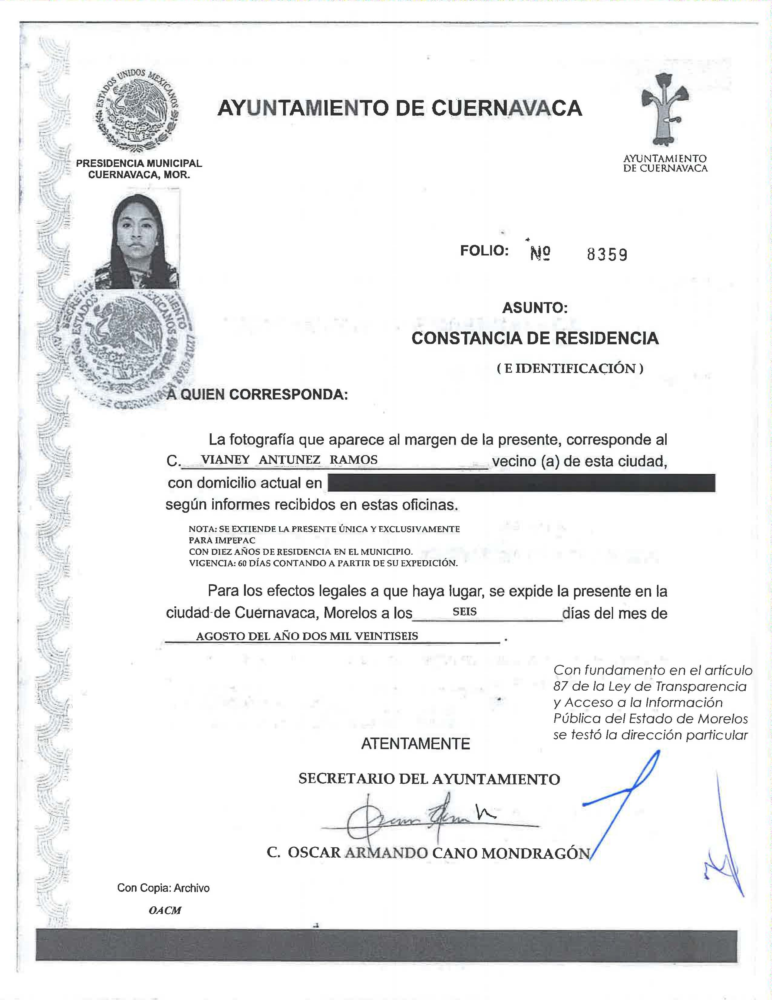 ESTADOS UNIDOS MEXICANOS
AYUNTAMIENTO DE CUERNAVACA
PRESIDENCIA MUNICIPAL
CUERNAVACA, MOR.
AYUNTAMIENTO
DE CUERNAVACA
FOLIO: Nº 8359
ASUNTO:
CONSTANCIA DE RESIDENCIA
( E IDENTIFICACIÓN )
ESTADOS MEXICANOS
2025-2027
A QUIEN CORRESPONDA:
La fotografía que aparece al margen de la presente, corresponde al
C. VIANEY ANTUNEZ RAMOS vecino (a) de esta ciudad,
con domicilio actual en
según informes recibidos en estas oficinas.
NOTA: SE EXTIENDE LA PRESENTE ÚNICA Y EXCLUSIVAMENTE
PARA IMPEPAC
CON DIEZ AÑOS DE RESIDENCIA EN EL MUNICIPIO.
VIGENCIA: 60 DÍAS CONTANDO A PARTIR DE SU EXPEDICIÓN.
Para los efectos legales a que haya lugar, se expide la presente en la
ciudad de Cuernavaca, Morelos a los SEIS días del mes de
AGOSTO DEL AÑO DOS MIL VEINTISEIS .
Con fundamento en el artículo
87 de la Ley de Transparencia
y Acceso a la Información
Pública del Estado de Morelos
se testó la dirección particular
ATENTAMENTE
SECRETARIO DEL AYUNTAMIENTO
C. OSCAR ARMANDO CANO MONDRAGÓN
Con Copia: Archivo
OACM